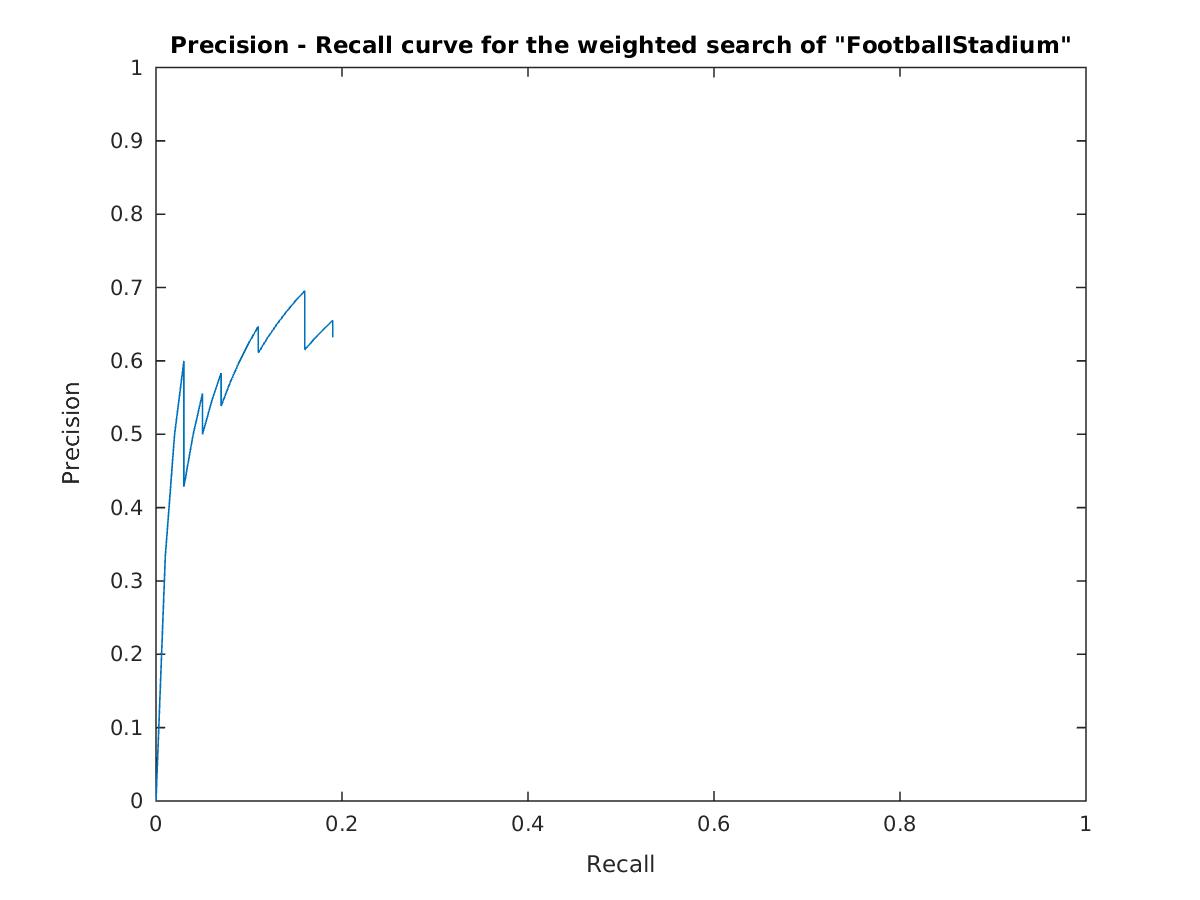 Precision - Recall curve for the weighted search of "FootballStadium"
1
0.9
0.8
0.7
0.6
0.5
0.4
0.3
0.2
0.1
0
Precision
0 0.2 0.4 0.6 0.8 1
Recall